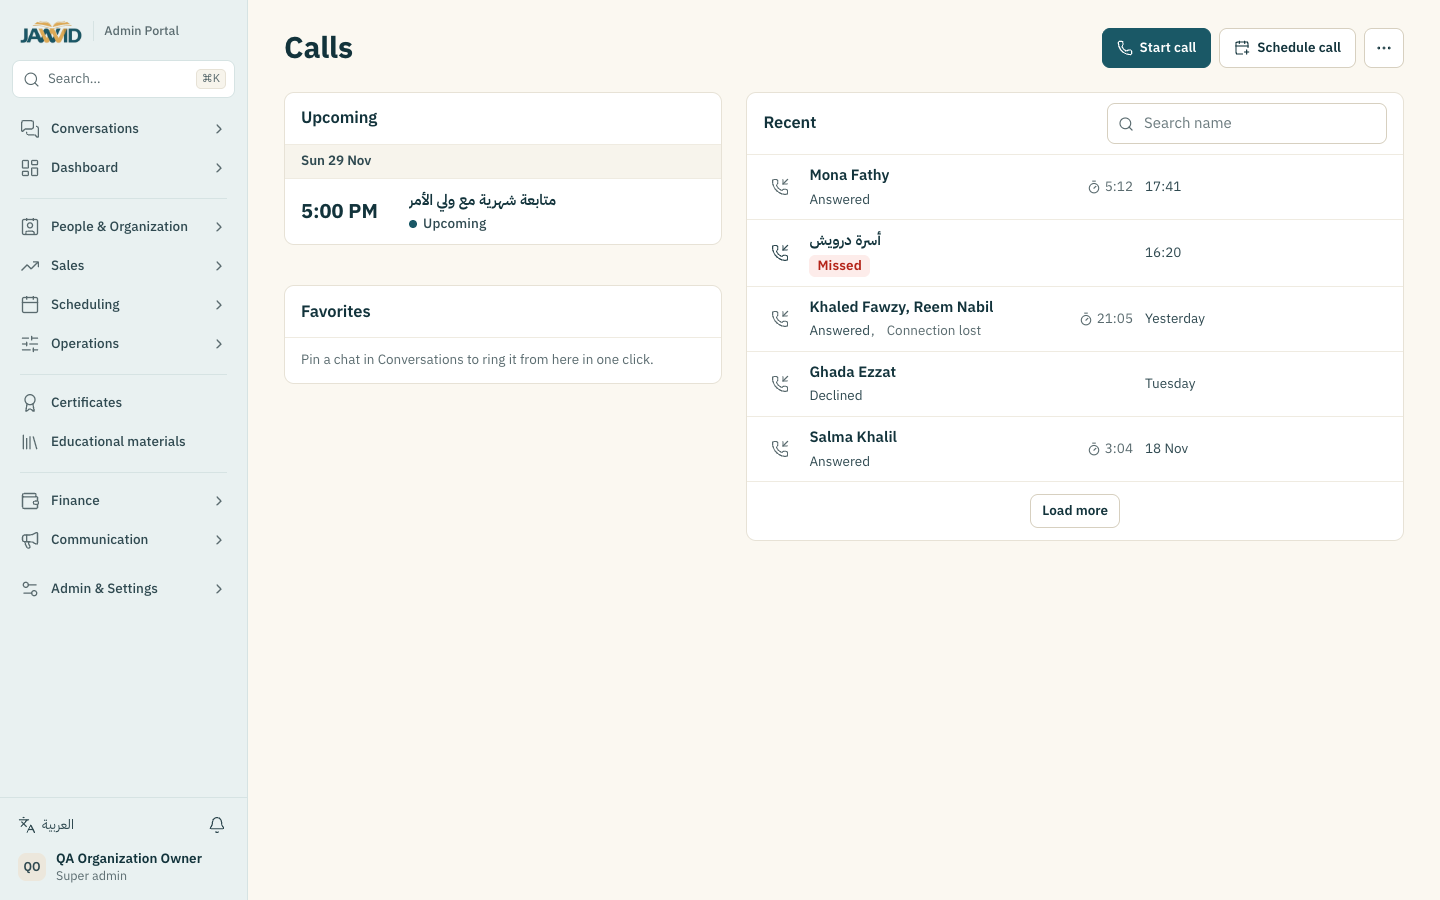 JAWWID
Admin Portal
Search...
⌘K
Conversations
Dashboard
People & Organization
Sales
Scheduling
Operations
Certificates
Educational materials
Finance
Communication
Admin & Settings
العربية
QO
QA Organization Owner
Super admin
Calls
Start call
Schedule call
Upcoming
Sun 29 Nov
5:00 PM
متابعة شهرية مع ولي الأمر
Upcoming
Favorites
Pin a chat in Conversations to ring it from here in one click.
Recent
Search name
Mona Fathy
Answered
5:12 17:41
أسرة درويش
Missed
16:20
Khaled Fawzy, Reem Nabil
Answered, Connection lost
21:05 Yesterday
Ghada Ezzat
Declined
Tuesday
Salma Khalil
Answered
3:04 18 Nov
Load more